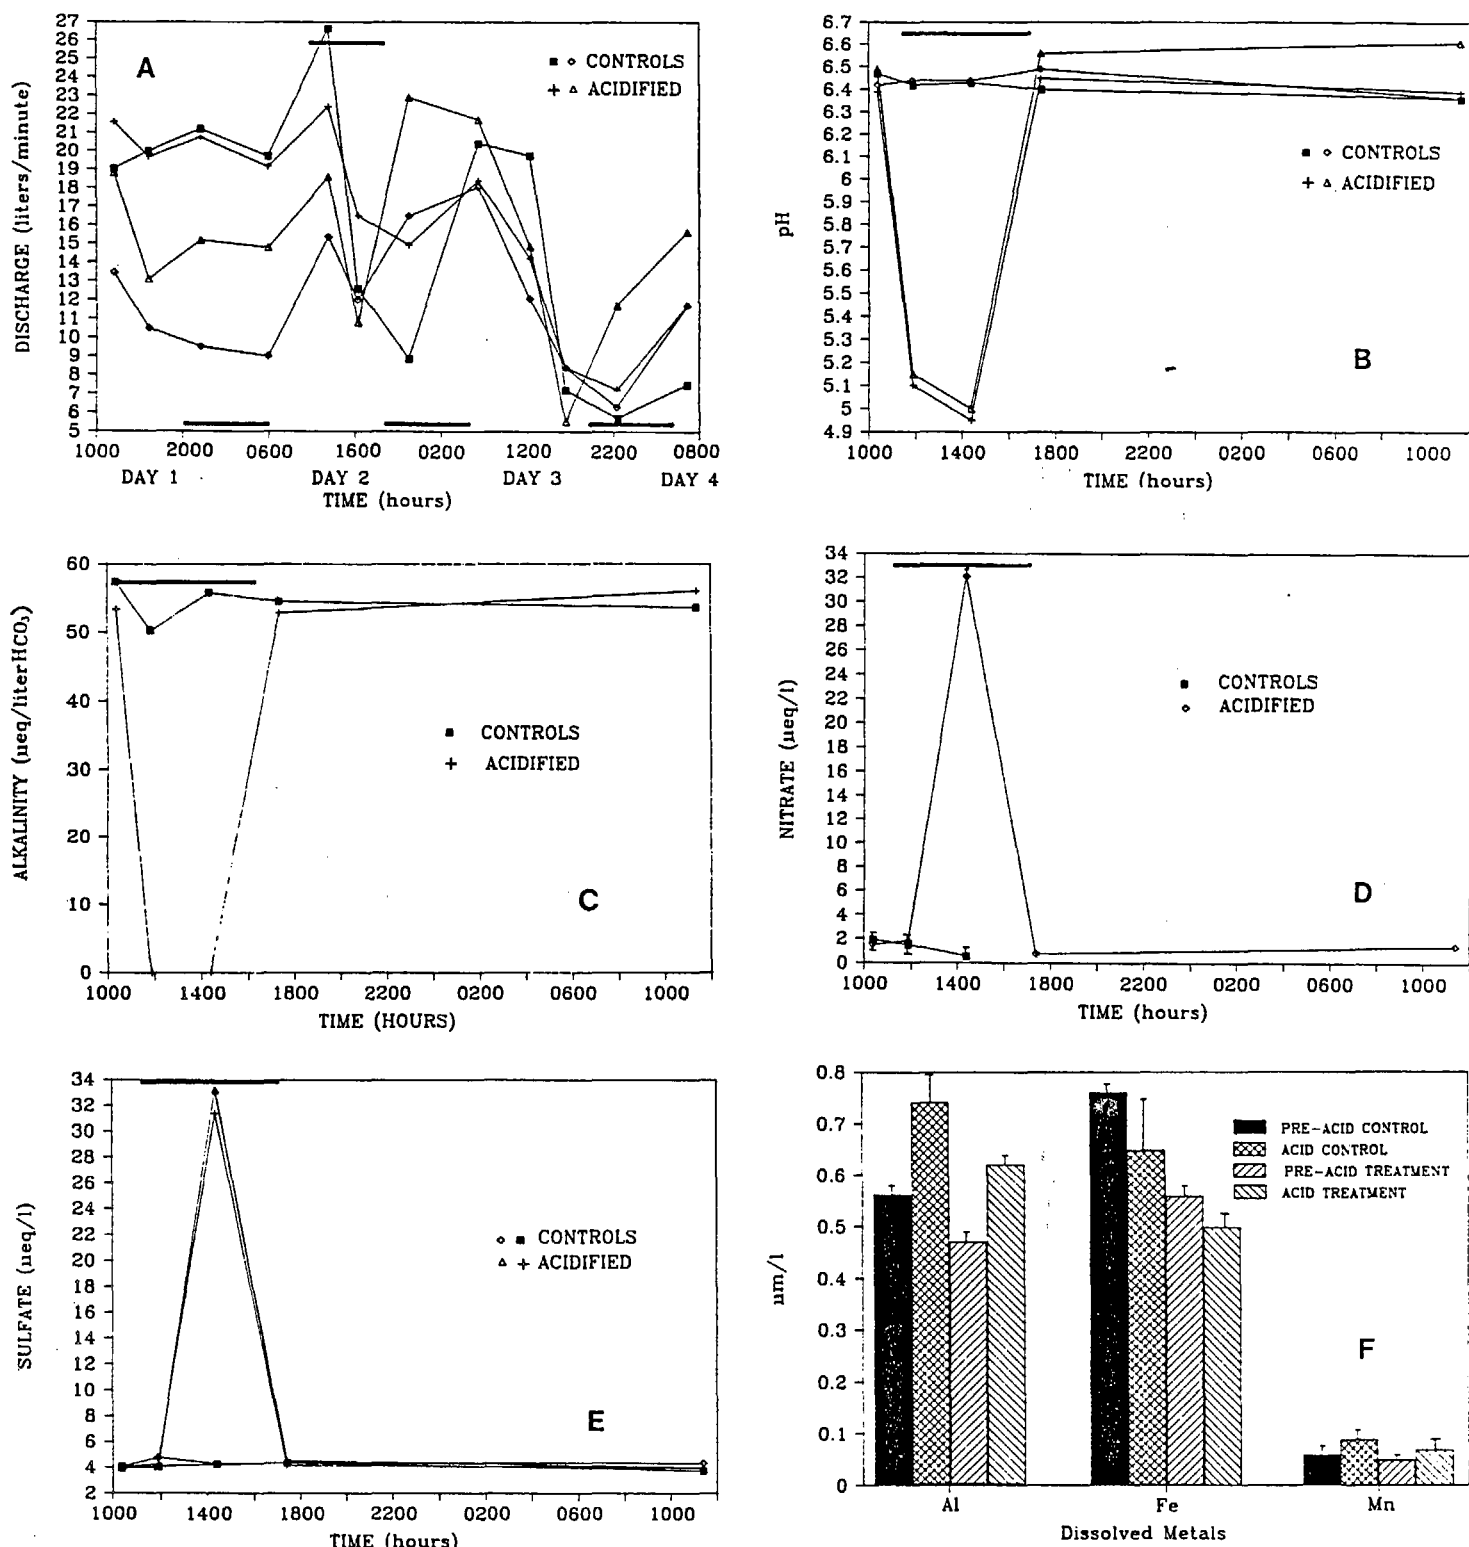 A
DISCHARGE (liters/minute)
27
26
25
24
23
22
21
20
19
18
17
16
15
14
13
12
11
10
9
8
7
6
5
CONTROLS
ACIDIFIED
1000 2000 0600 1600 0200 1200 2200 0800
DAY 1 DAY 2 DAY 3 DAY 4
TIME (hours)
B
pH
6.7
6.6
6.5
6.4
6.3
6.2
6.1
6
5.9
5.8
5.7
5.6
5.5
5.4
5.3
5.2
5.1
5
4.9
CONTROLS
ACIDIFIED
1000 1400 1800 2200 0200 0600 1000
TIME (hours)
C
ALKALINITY (µeq/liter HCO₃)
60
50
40
30
20
10
0
CONTROLS
ACIDIFIED
1000 1400 1800 2200 0200 0600 1000
TIME (HOURS)
D
NITRATE (µeq/l)
34
32
30
28
26
24
22
20
18
16
14
12
10
8
6
4
2
0
CONTROLS
ACIDIFIED
1000 1400 1800 2200 0200 0600 1000
TIME (hours)
E
SULFATE (µeq/l)
34
32
30
28
26
24
22
20
18
16
14
12
10
8
6
4
2
CONTROLS
ACIDIFIED
1000 1400 1800 2200 0200 0600 1000
TIME (hours)
F
µm/l
0.8
0.7
0.6
0.5
0.4
0.3
0.2
0.1
0
PRE-ACID CONTROL
ACID CONTROL
PRE-ACID TREATMENT
ACID TREATMENT
Al Fe Mn
Dissolved Metals